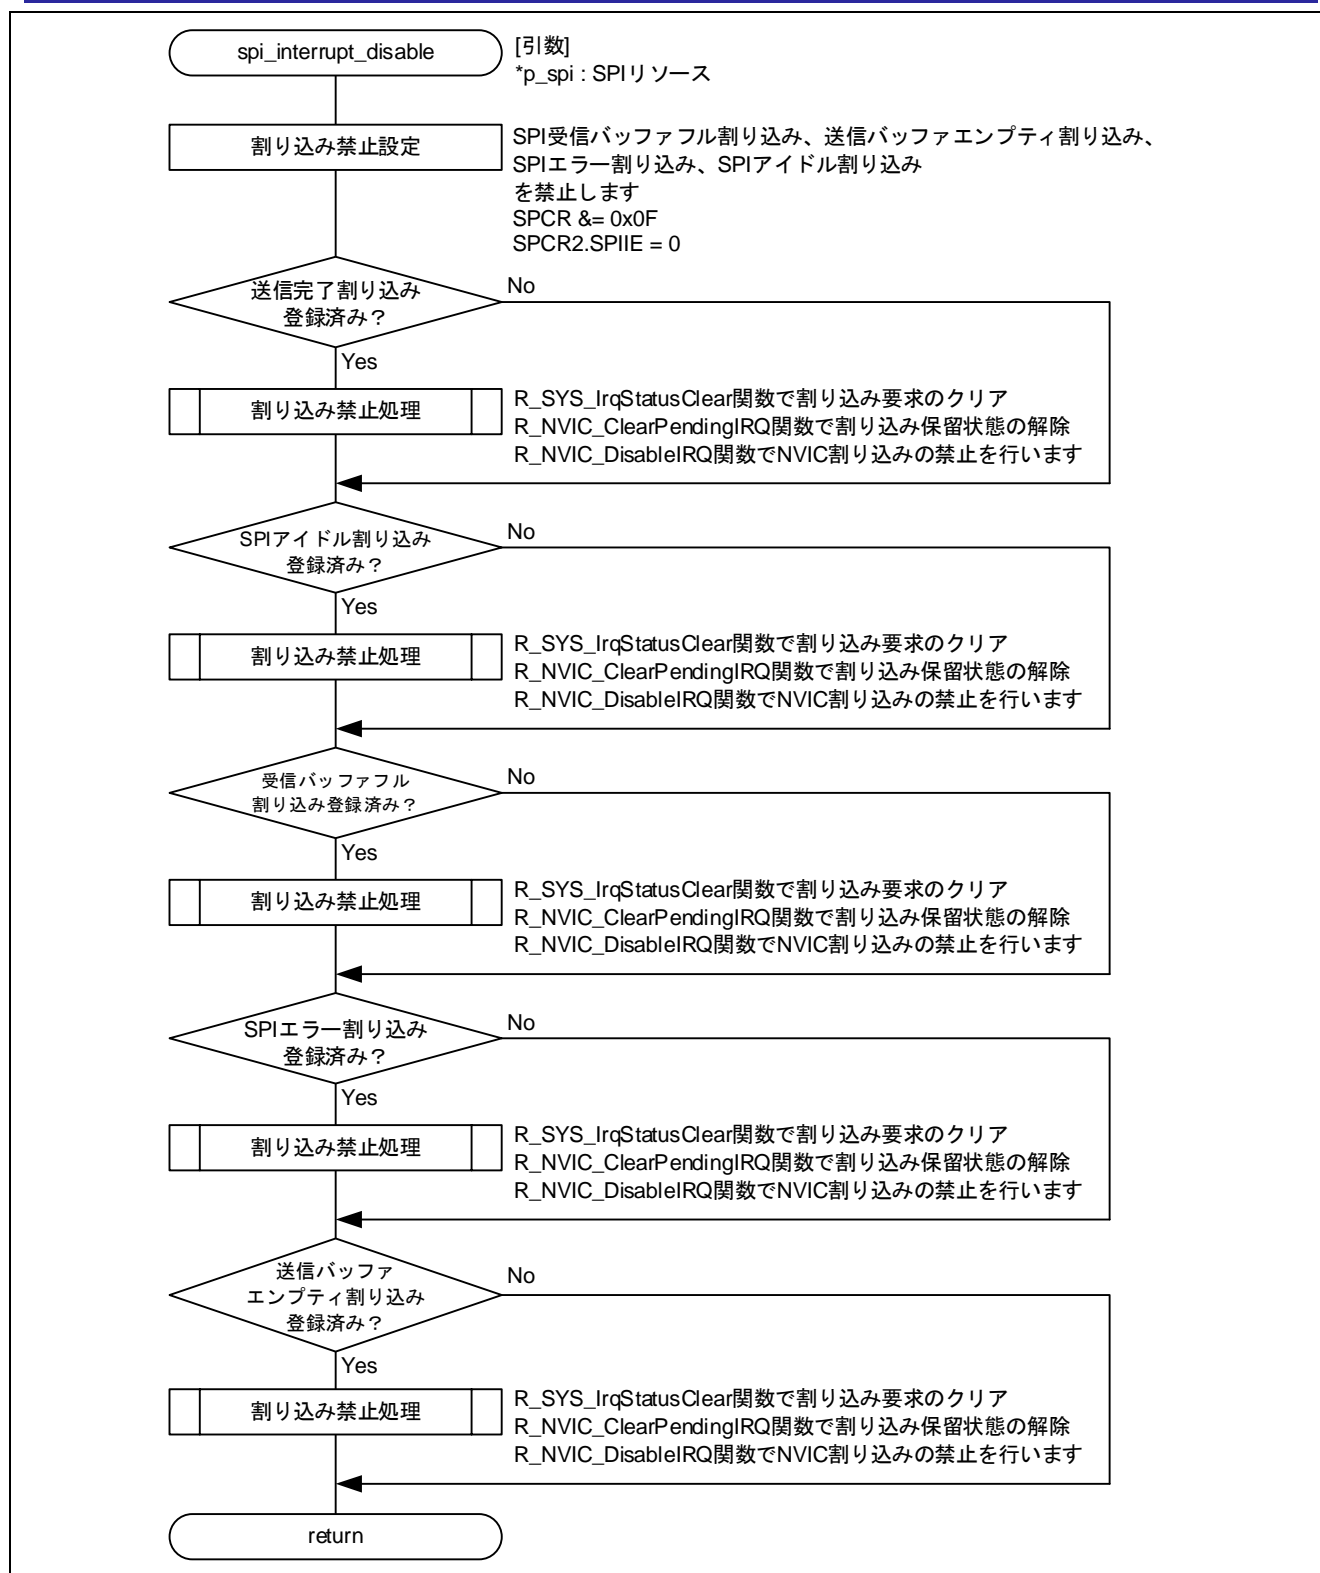 spi_interrupt_disable
[引数]
*p_spi : SPIリソース
割り込み禁止設定
SPI受信バッファフル割り込み、送信バッファエンプティ割り込み、
SPIエラー割り込み、SPIアイドル割り込み
を禁止します
SPCR &= 0x0F
SPCR2.SPIIE = 0
送信完了割り込み
登録済み？
No
Yes
割り込み禁止処理
R_SYS_IrqStatusClear関数で割り込み要求のクリア
R_NVIC_ClearPendingIRQ関数で割り込み保留状態の解除
R_NVIC_DisableIRQ関数でNVIC割り込みの禁止を行います
SPIアイドル割り込み
登録済み？
No
Yes
割り込み禁止処理
R_SYS_IrqStatusClear関数で割り込み要求のクリア
R_NVIC_ClearPendingIRQ関数で割り込み保留状態の解除
R_NVIC_DisableIRQ関数でNVIC割り込みの禁止を行います
受信バッファフル
割り込み登録済み？
No
Yes
割り込み禁止処理
R_SYS_IrqStatusClear関数で割り込み要求のクリア
R_NVIC_ClearPendingIRQ関数で割り込み保留状態の解除
R_NVIC_DisableIRQ関数でNVIC割り込みの禁止を行います
SPIエラー割り込み
登録済み？
No
Yes
割り込み禁止処理
R_SYS_IrqStatusClear関数で割り込み要求のクリア
R_NVIC_ClearPendingIRQ関数で割り込み保留状態の解除
R_NVIC_DisableIRQ関数でNVIC割り込みの禁止を行います
送信バッファ
エンプティ割り込み
登録済み？
No
Yes
割り込み禁止処理
R_SYS_IrqStatusClear関数で割り込み要求のクリア
R_NVIC_ClearPendingIRQ関数で割り込み保留状態の解除
R_NVIC_DisableIRQ関数でNVIC割り込みの禁止を行います
return